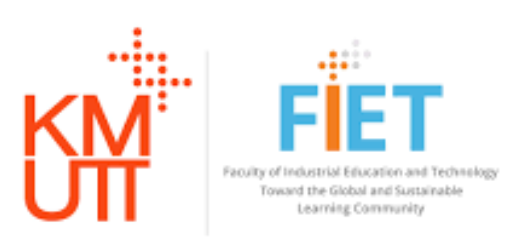 KM
UTT
FIET
Faculty of Industrial Education and Technology
Toward the Global and Sustainable
Learning Community